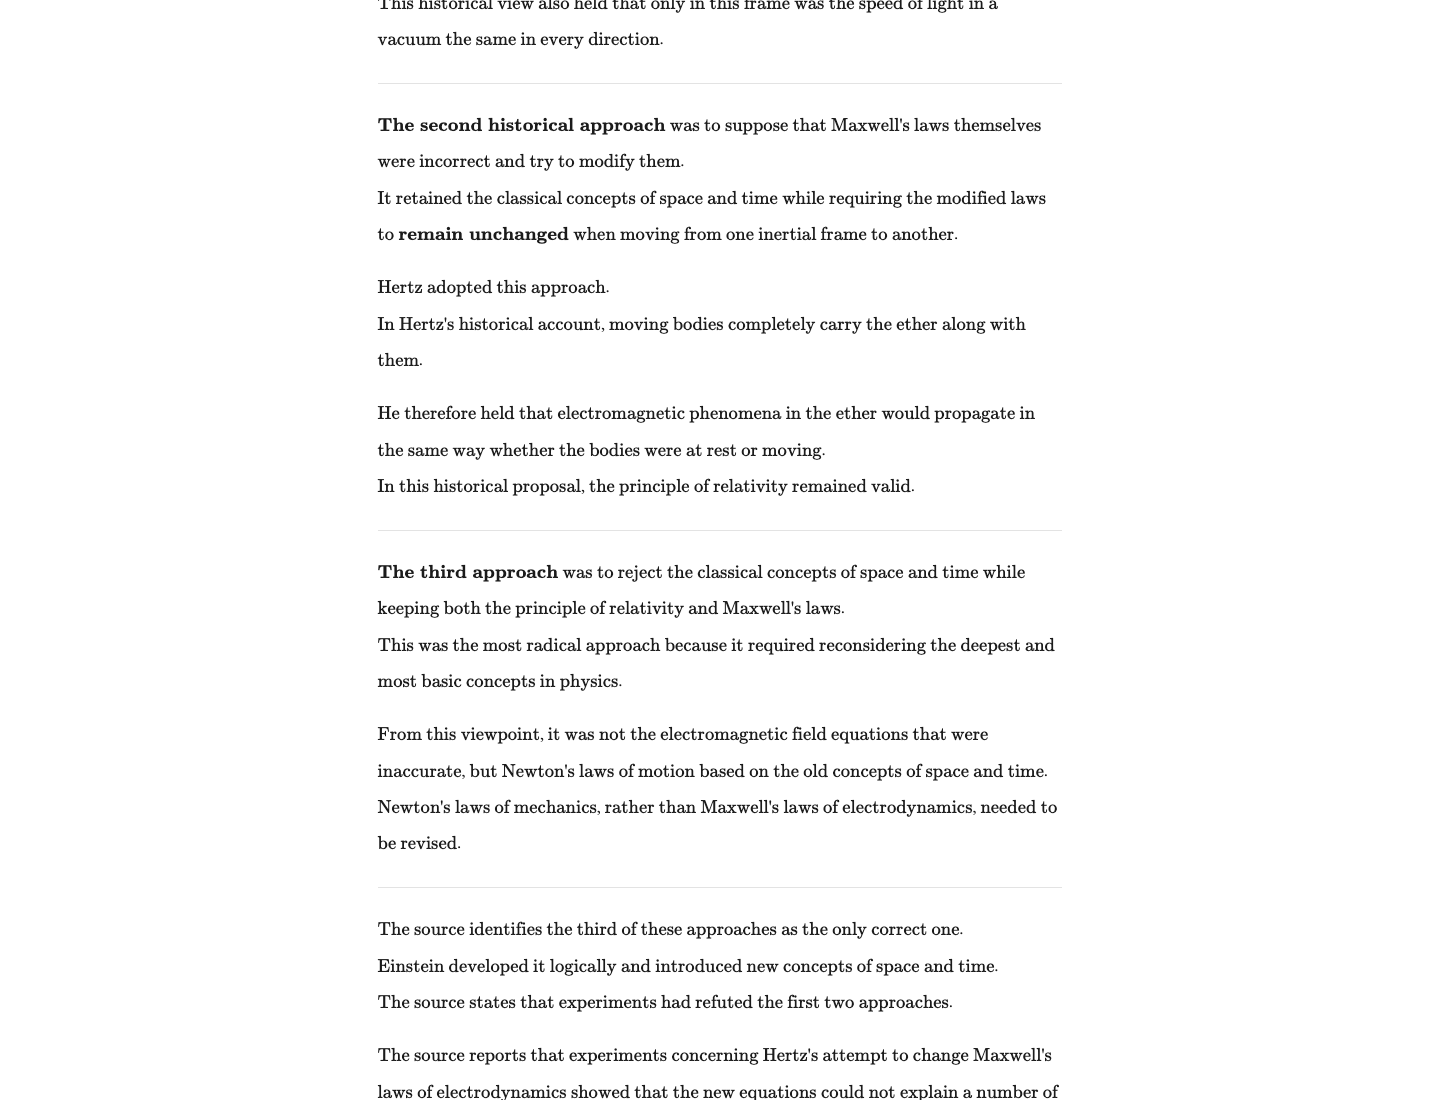 This historical view also held that only in this frame was the speed of light in a
vacuum the same in every direction.
The second historical approach was to suppose that Maxwell's laws themselves
were incorrect and try to modify them.
It retained the classical concepts of space and time while requiring the modified laws
to remain unchanged when moving from one inertial frame to another.
Hertz adopted this approach.
In Hertz's historical account, moving bodies completely carry the ether along with
them.
He therefore held that electromagnetic phenomena in the ether would propagate in
the same way whether the bodies were at rest or moving.
In this historical proposal, the principle of relativity remained valid.
The third approach was to reject the classical concepts of space and time while
keeping both the principle of relativity and Maxwell's laws.
This was the most radical approach because it required reconsidering the deepest and
most basic concepts in physics.
From this viewpoint, it was not the electromagnetic field equations that were
inaccurate, but Newton's laws of motion based on the old concepts of space and time.
Newton's laws of mechanics, rather than Maxwell's laws of electrodynamics, needed to
be revised.
The source identifies the third of these approaches as the only correct one.
Einstein developed it logically and introduced new concepts of space and time.
The source states that experiments had refuted the first two approaches.
The source reports that experiments concerning Hertz's attempt to change Maxwell's
laws of electrodynamics showed that the new equations could not explain a number of